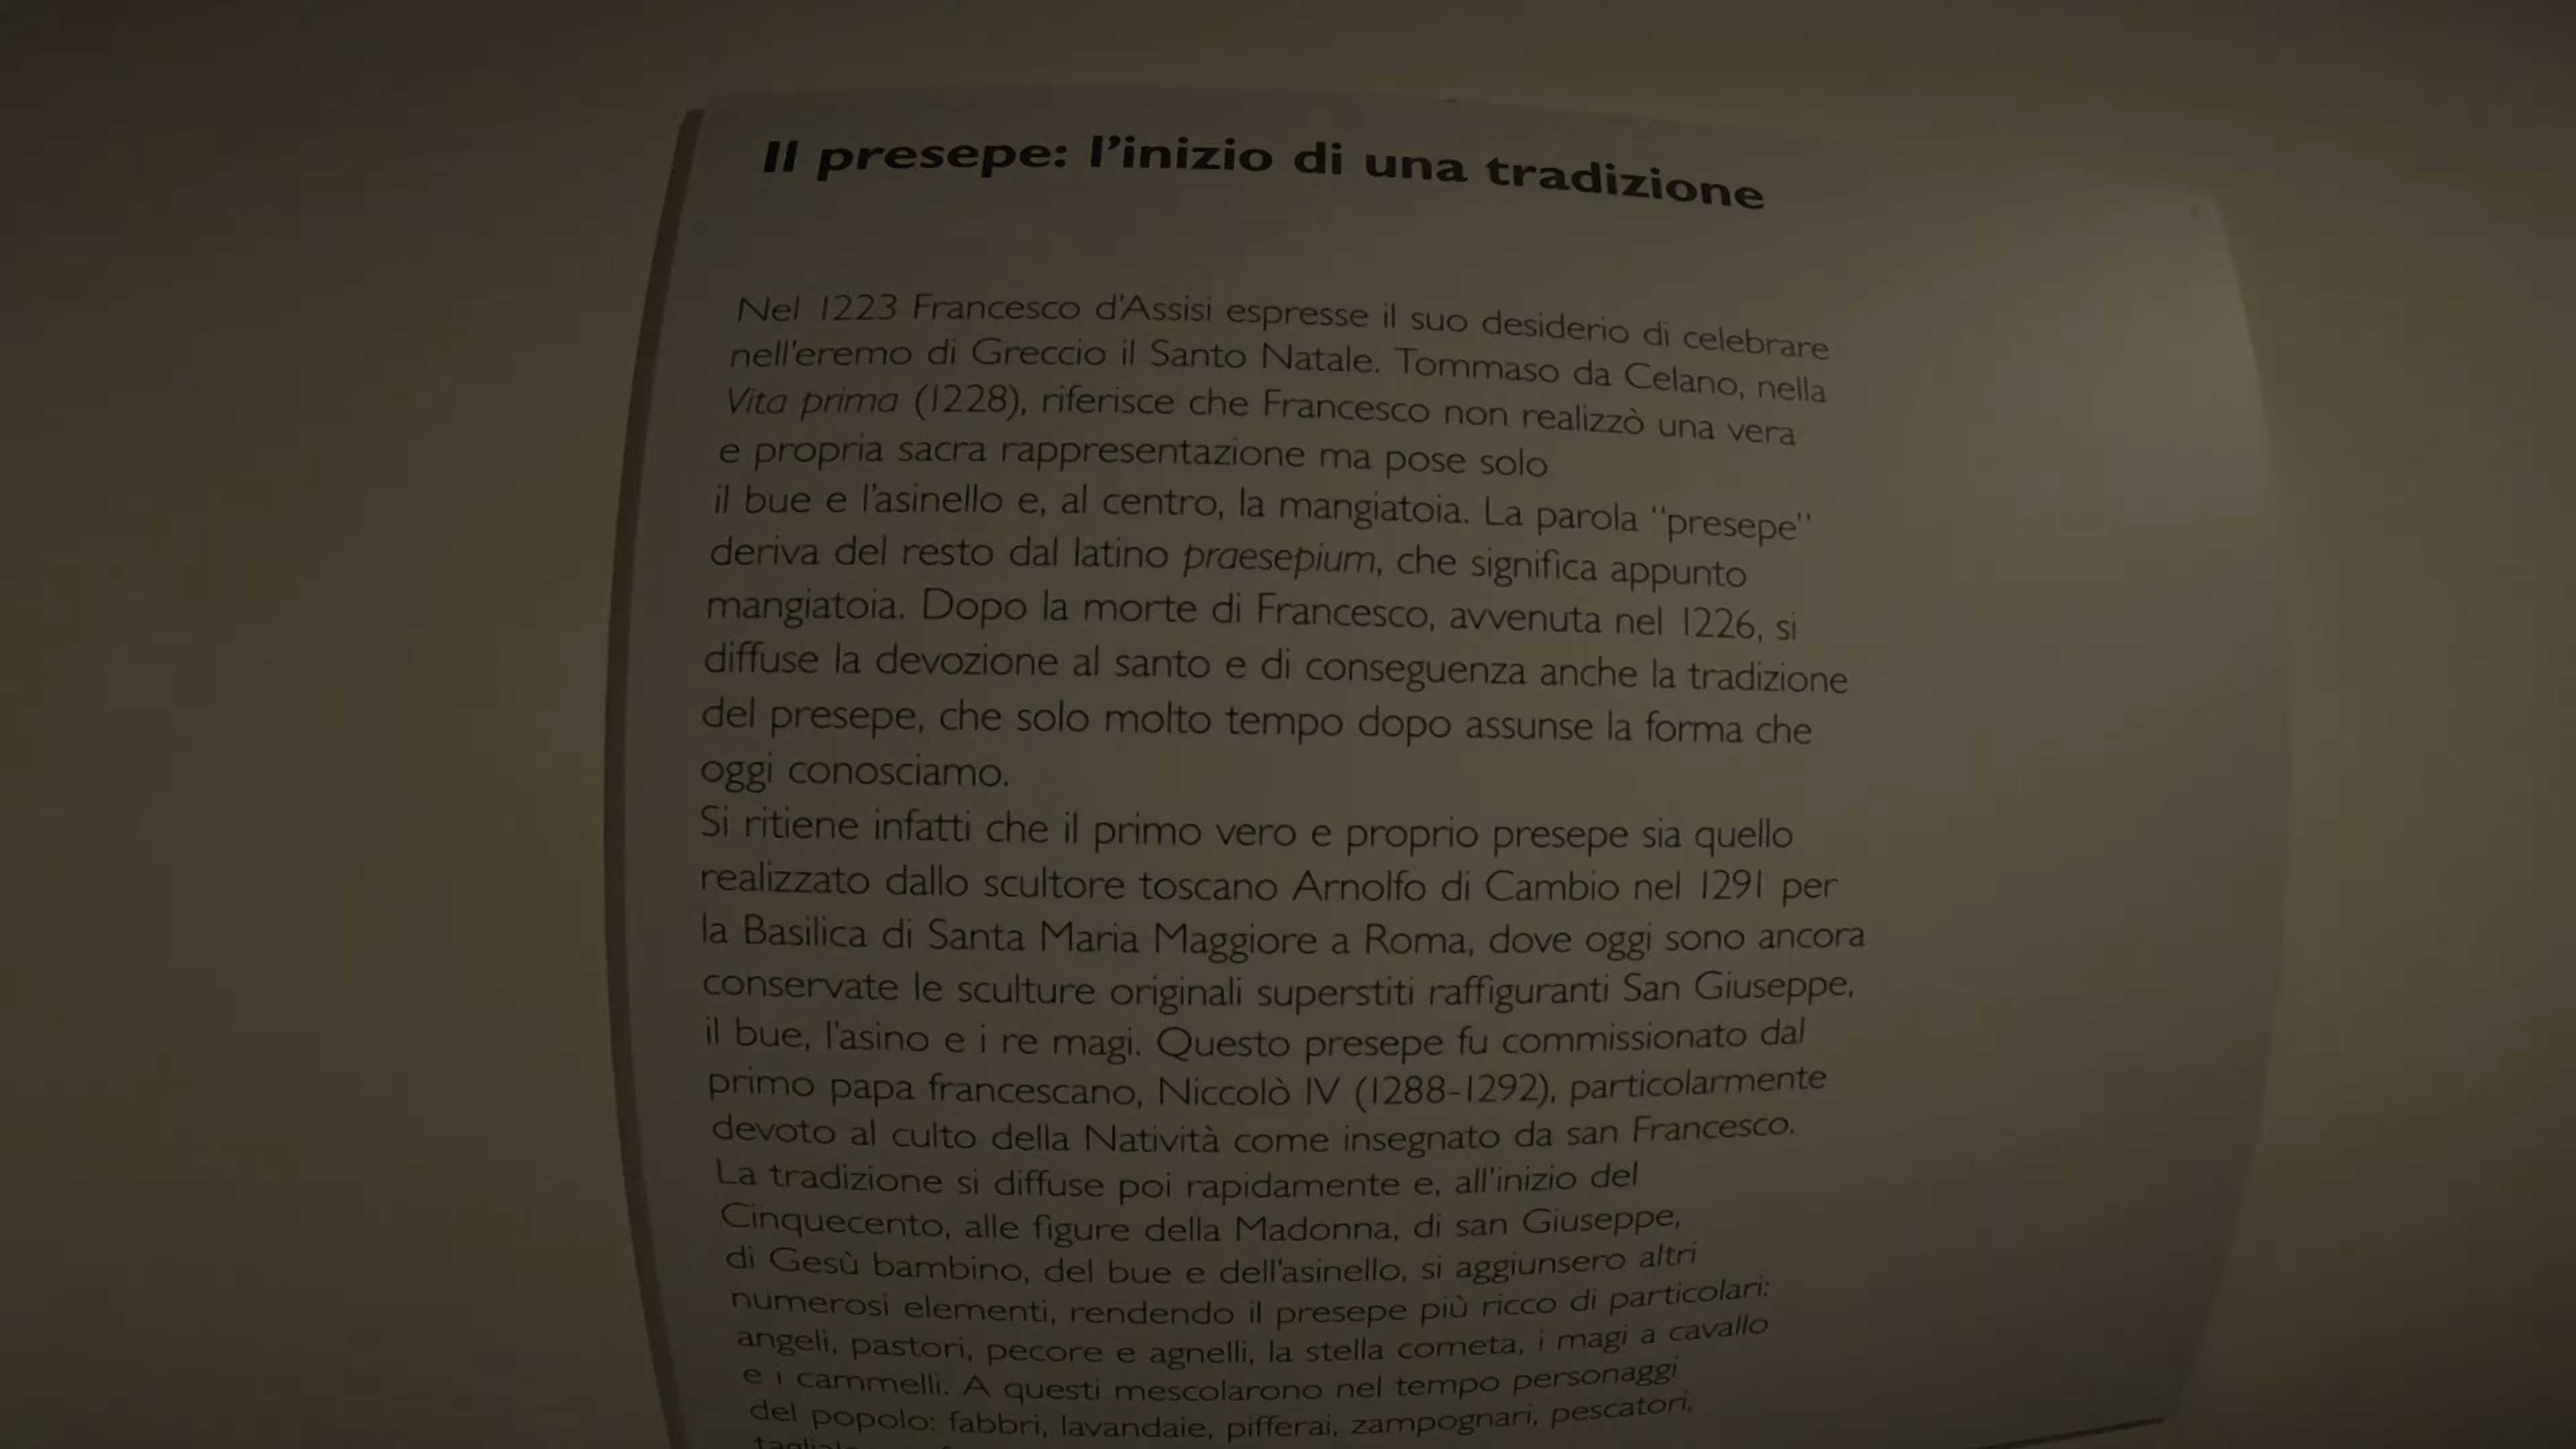 Il presepe: l'inizio di una tradizione
Nel 1223 Francesco d'Assisi espresse il suo desiderio di celebrare
nell'eremo di Greccio il Santo Natale. Tommaso da Celano, nella
Vita prima (1228), riferisce che Francesco non realizzò una vera
e propria sacra rappresentazione ma pose solo
il bue e l'asinello e, al centro, la mangiatoia. La parola “presepe”
deriva del resto dal latino praesepium, che significa appunto
mangiatoia. Dopo la morte di Francesco, avvenuta nel 1226, si
diffuse la devozione al santo e di conseguenza anche la tradizione
del presepe, che solo molto tempo dopo assunse la forma che
oggi conosciamo.
Si ritiene infatti che il primo vero e proprio presepe sia quello
realizzato dallo scultore toscano Arnolfo di Cambio nel 1291 per
la Basilica di Santa Maria Maggiore a Roma, dove oggi sono ancora
conservate le sculture originali superstiti raffiguranti San Giuseppe,
il bue, l'asino e i re magi. Questo presepe fu commissionato dal
primo papa francescano, Niccolò IV (1288-1292), particolarmente
devoto al culto della Natività come insegnato da san Francesco.
La tradizione si diffuse poi rapidamente e, all'inizio del
Cinquecento, alle figure della Madonna, di san Giuseppe,
di Gesù bambino, del bue e dell'asinello, si aggiunsero altri
numerosi elementi, rendendo il presepe più ricco di particolari:
angeli, pastori, pecore e agnelli, la stella cometa, i magi a cavallo
e i cammelli. A questi mescolarono nel tempo personaggi
del popolo: fabbri, lavandaie, pifferai, zampognari, pescatori,